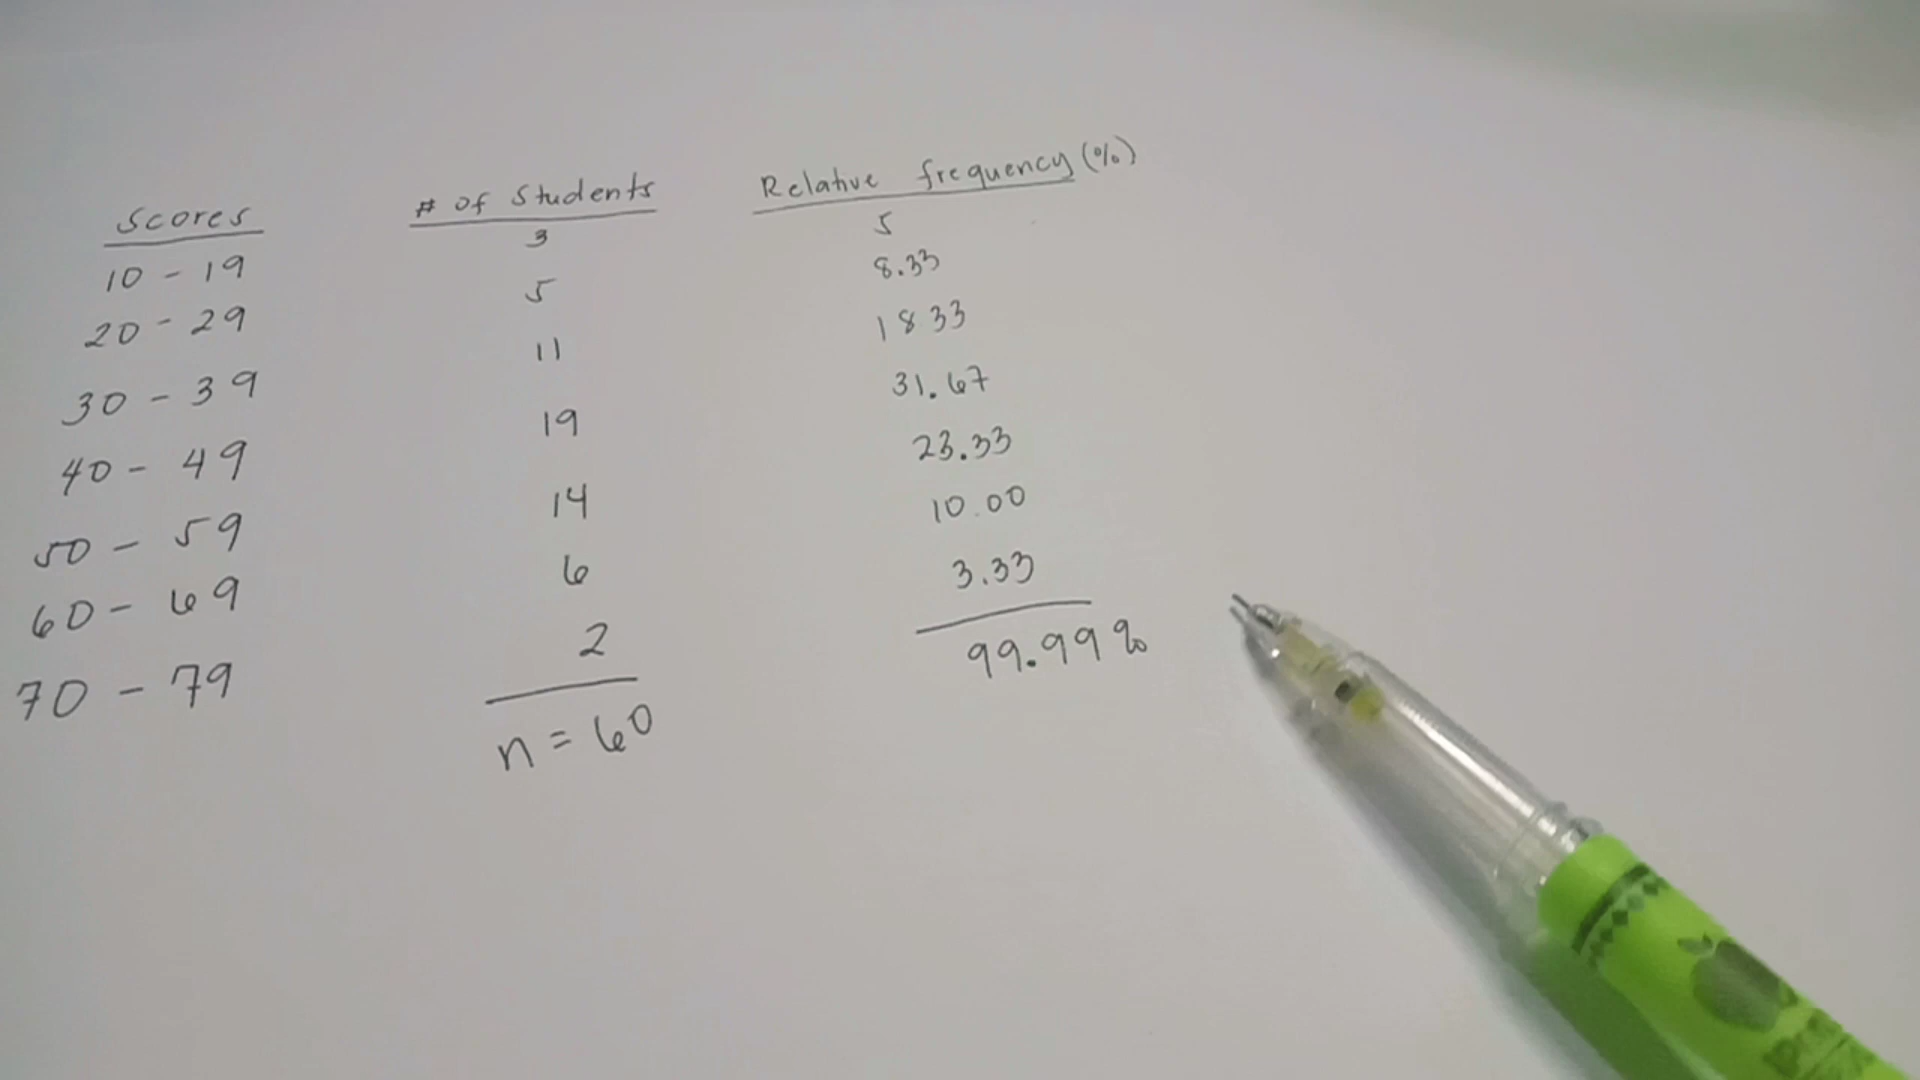 Scores # of Students Relative frequency (%)
10 - 19 3 5
20 - 29 5 8.33
30 - 39 11 18 33
40 - 49 19 31.67
50 - 59 14 23.33
60 - 69 6 10.00
70 - 79 2 3.33
n = 60 99.99%